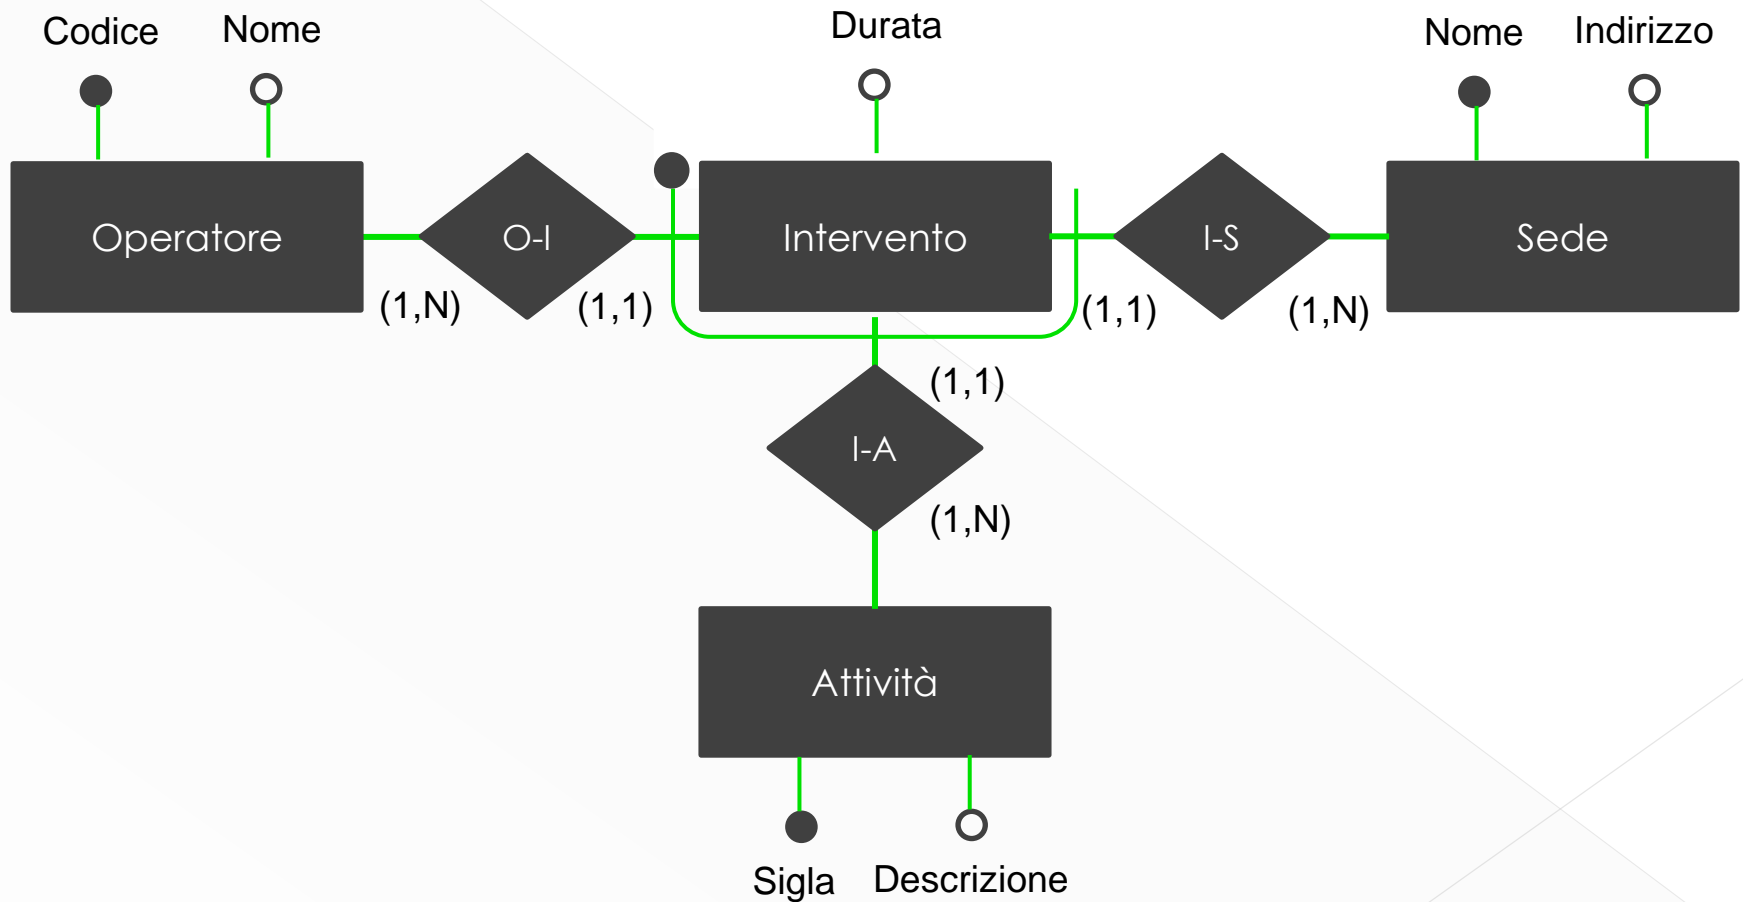 Codice
Nome
Durata
Nome
Indirizzo
Operatore
O-I
Intervento
I-S
Sede
(1,N)
(1,1)
(1,1)
(1,N)
(1,1)
I-A
(1,N)
Attività
Sigla
Descrizione